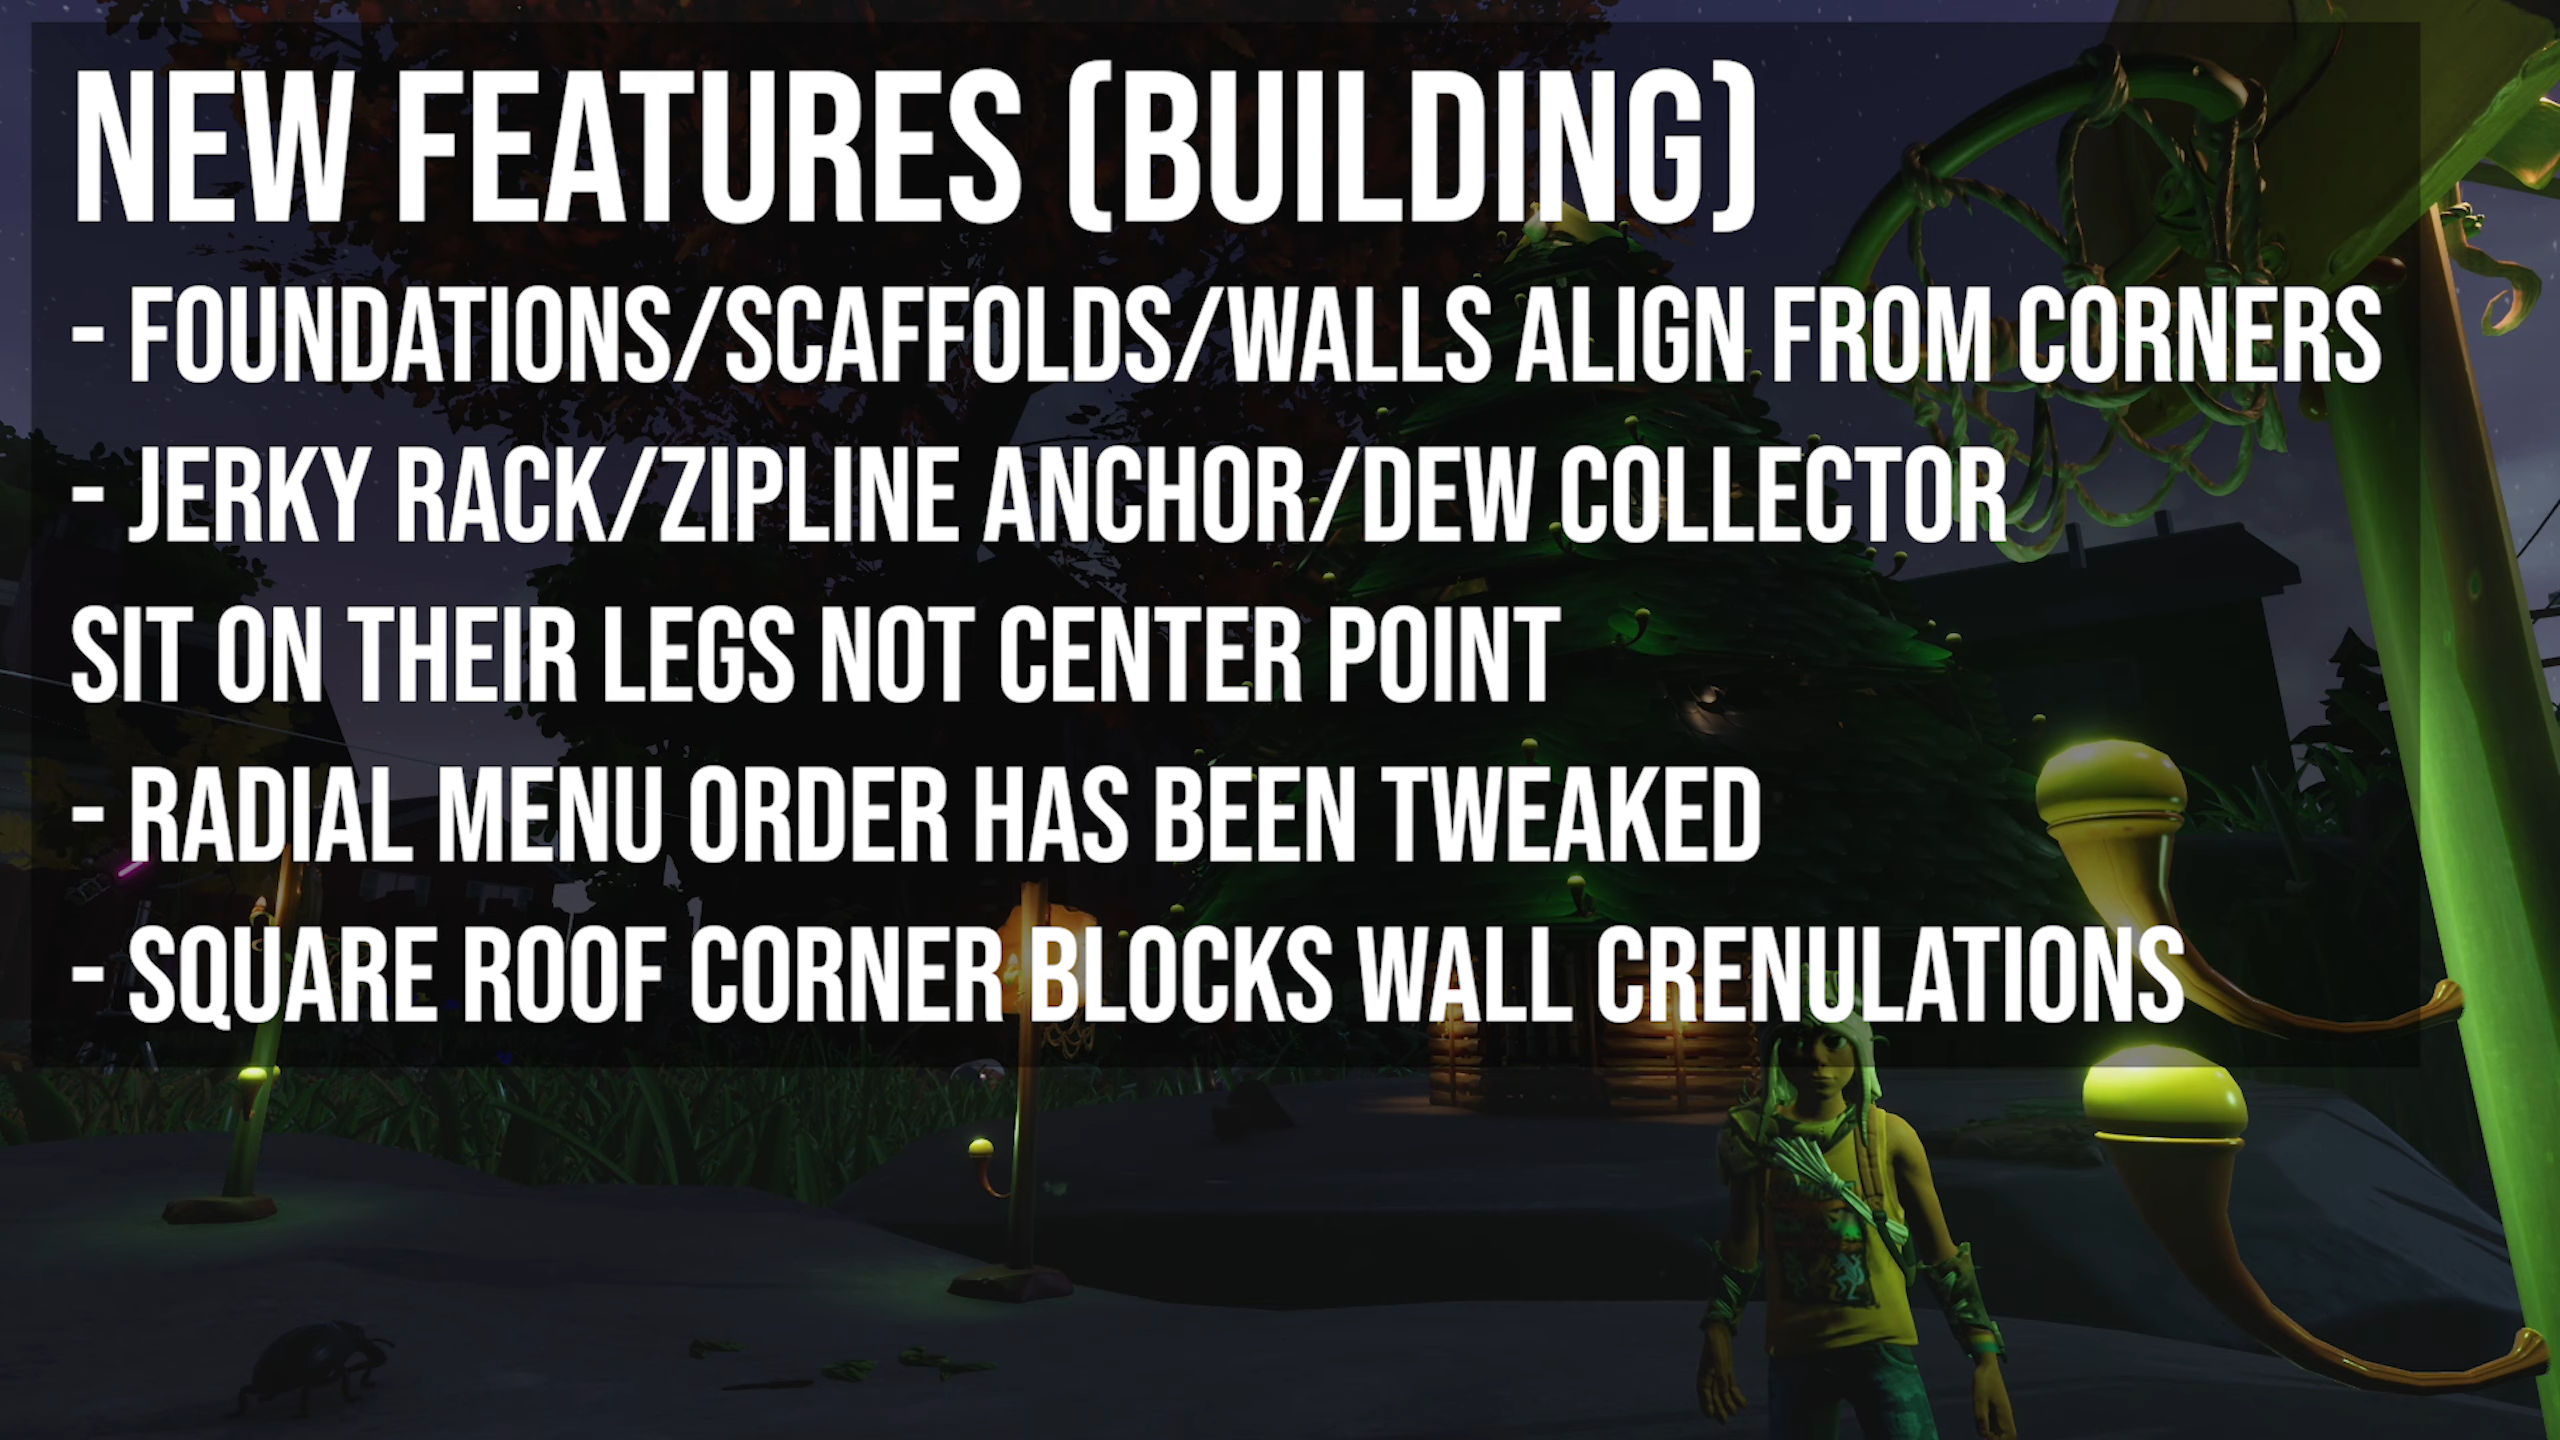 NEW FEATURES (BUILDING)
- FOUNDATIONS/SCAFFOLDS/WALLS ALIGN FROM CORNERS
- JERKY RACK/ZIPLINE ANCHOR/DEW COLLECTOR
SIT ON THEIR LEGS NOT CENTER POINT
- RADIAL MENU ORDER HAS BEEN TWEAKED
- SQUARE ROOF CORNER BLOCKS WALL CRENULATIONS